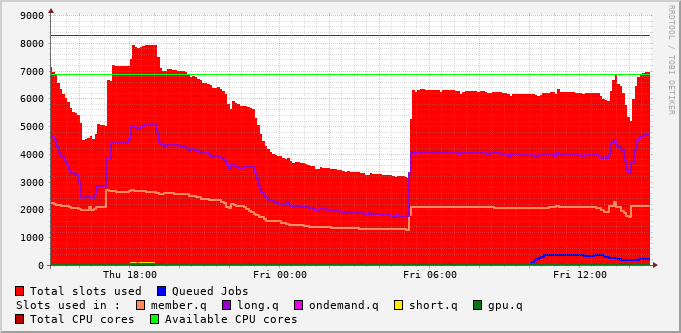 9000
8000
7000
6000
5000
4000
3000
2000
1000
0
Thu 18:00 Fri 00:00 Fri 06:00 Fri 12:00
RRDTOOL / TOBI OETIKER
Total slots used Queued Jobs
Slots used in : member.q long.q ondemand.q short.q gpu.q
Total CPU cores Available CPU cores